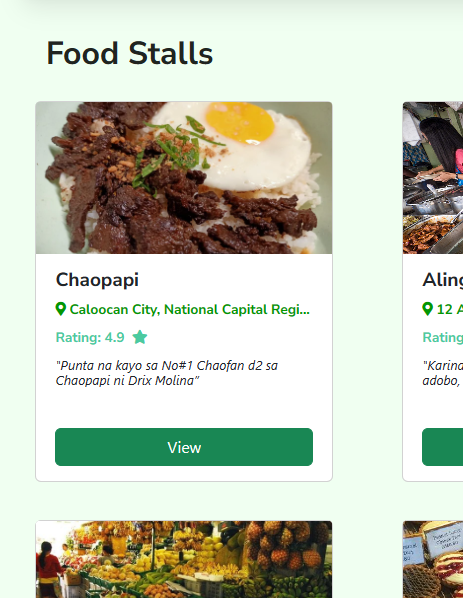 Food Stalls
Chaopapi
Caloocan City, National Capital Regi...
Rating: 4.9
"Punta na kayo sa No#1 Chaofan d2 sa
Chaopapi ni Drix Molina"
View
Aling
12 A
Rating
"Karina
adobo,